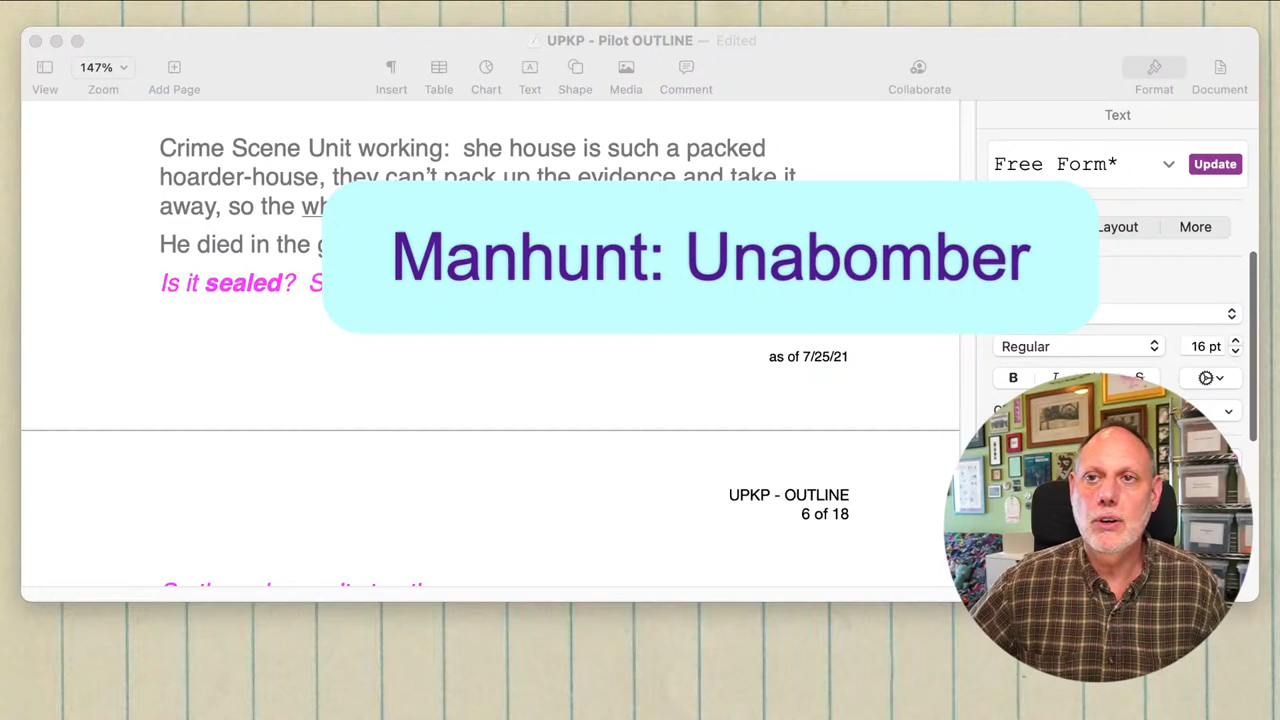 UPKP - Pilot OUTLINE — Edited
147%
View Zoom Add Page Insert Table Chart Text Shape Media Comment Collaborate Format Document
Text
Free Form* Update
Layout More
Regular 16 pt
B
Crime Scene Unit working: she house is such a packed
hoarder-house, they can't pack up the evidence and take it
away, so the
He died in the
Is it sealed?
Manhunt: Unabomber
as of 7/25/21
UPKP - OUTLINE
6 of 18